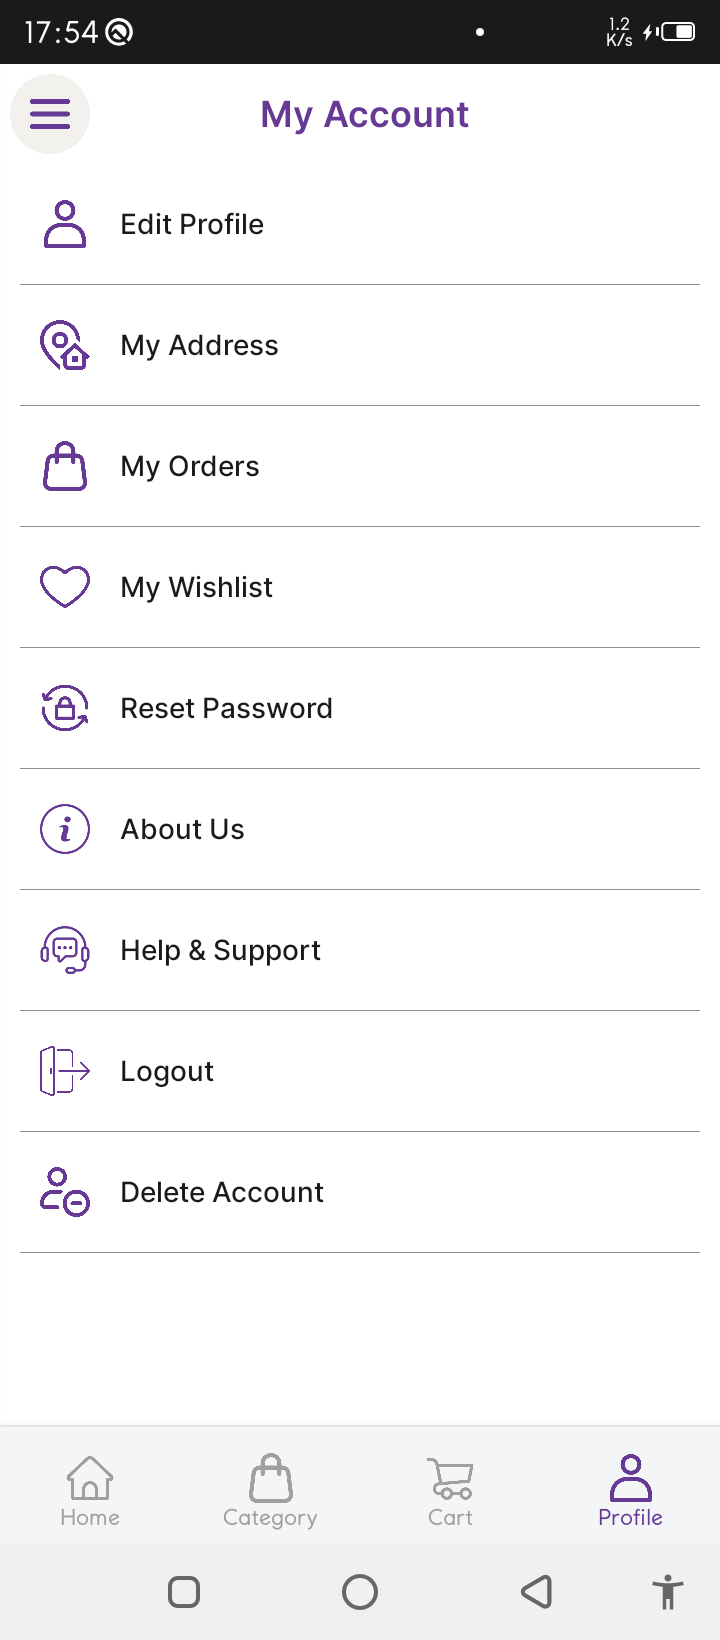 17:54
1.2
K/s
My Account
Edit Profile
My Address
My Orders
My Wishlist
Reset Password
About Us
Help & Support
Logout
Delete Account
Home
Category
Cart
Profile